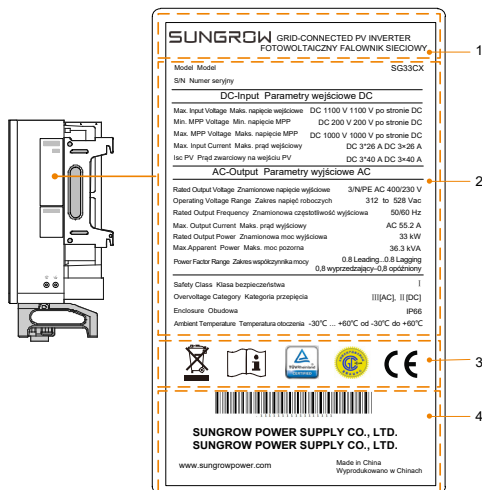 SUNGROW GRID-CONNECTED PV INVERTER
FOTOWOLTAICZNY FALOWNIK SIECIOWY
1
Model Model SG33CX
S/N Numer seryjny
DC-Input Parametry wejściowe DC
Max. Input Voltage Maks. napięcie wejściowe DC 1100 V 1100 V po stronie DC
Min. MPP Voltage Min. napięcie MPP DC 200 V 200 V po stronie DC
Max. MPP Voltage Maks. napięcie MPP DC 1000 V 1000 V po stronie DC
Max. Input Current Maks. prąd wejściowy DC 3*26 A DC 3×26 A
Isc PV Prąd zwarciowy na wejściu PV DC 3*40 A DC 3×40 A
AC-Output Parametry wyjściowe AC
2
Rated Output Voltage Znamionowe napięcie wyjściowe 3/N/PE AC 400/230 V
Operating Voltage Range Zakres napięć roboczych 312 to 528 Vac
Rated Output Frequency Znamionowa częstotliwość wyjściowa 50/60 Hz
Max. Output Current Maks. prąd wyjściowy AC 55.2 A
Rated Output Power Znamionowa moc wyjściowa 33 kW
Max.Apparent Power Maks. moc pozorna 36.3 kVA
Power Factor Range Zakres współczynnika mocy 0.8 Leading...0.8 Lagging
0,8 wyprzedzający–0,8 opóźniony
Safety Class Klasa bezpieczeństwa I
Overvoltage Category Kategoria przepięcia III[AC], II [DC]
Enclosure Obudowa IP66
Ambient Temperature Temperatura otoczenia -30℃ ... +60℃ od -30℃ do +60℃
3
CE
4
SUNGROW POWER SUPPLY CO., LTD.
SUNGROW POWER SUPPLY CO., LTD.
www.sungrowpower.com
Made in China
Wyprodukowano w Chinach